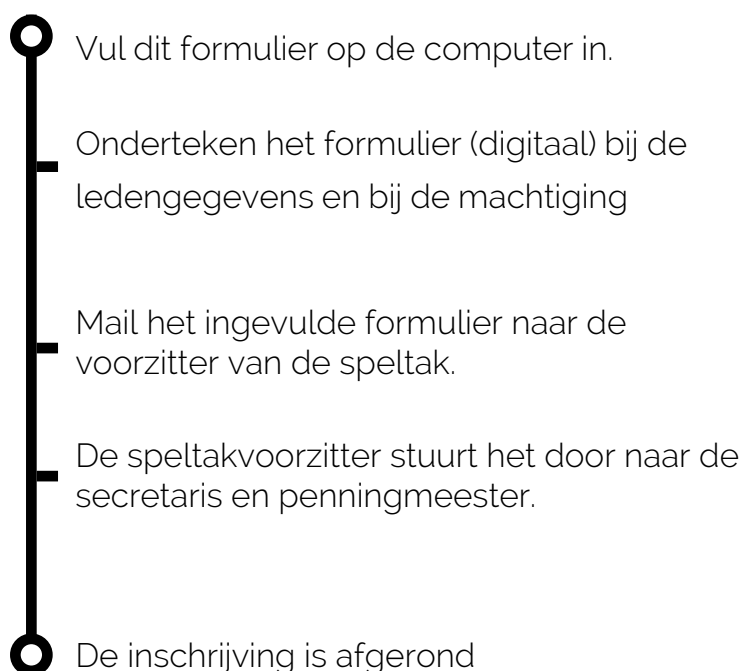 Vul dit formulier op de computer in.
Onderteken het formulier (digitaal) bij de
ledengegevens en bij de machtiging
Mail het ingevulde formulier naar de
voorzitter van de speltak.
De speltakvoorzitter stuurt het door naar de
secretaris en penningmeester.
De inschrijving is afgerond